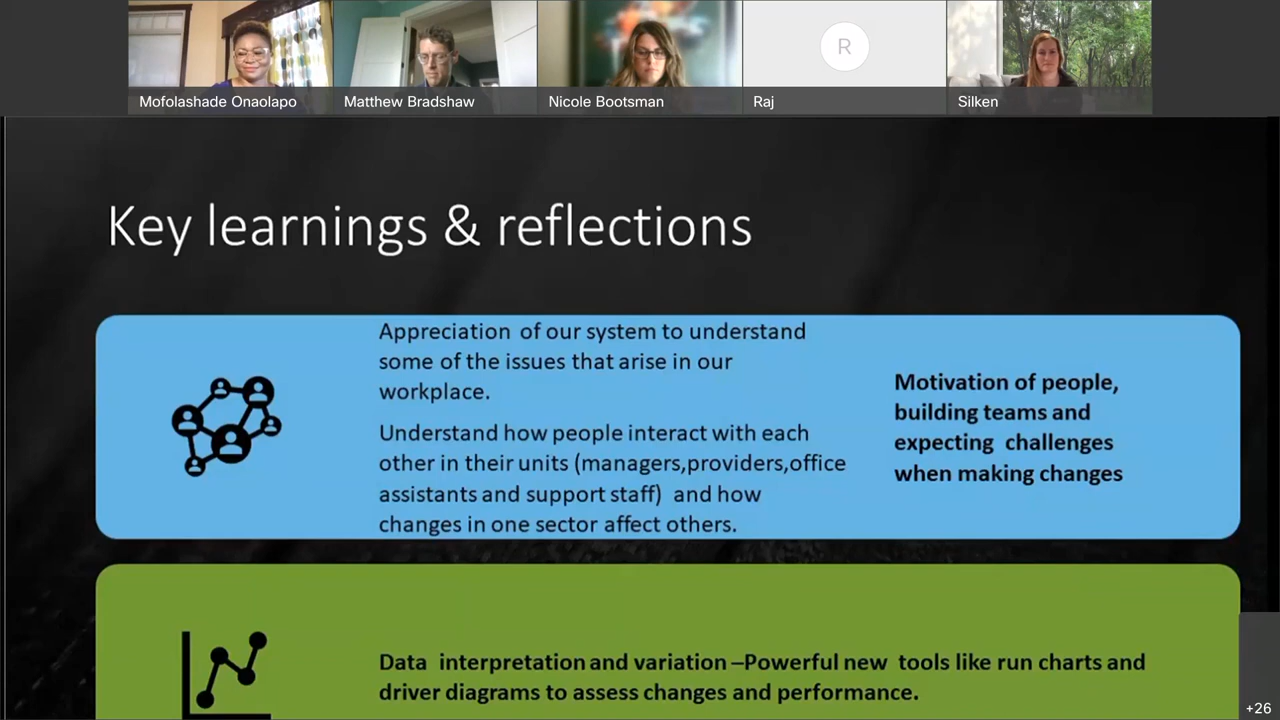 Mofolashade Onaolapo
Matthew Bradshaw
Nicole Bootsman
R
Raj
Silken
Key learnings & reflections
Appreciation of our system to understand
some of the issues that arise in our
workplace.
Understand how people interact with each
other in their units (managers,providers,office
assistants and support staff) and how
changes in one sector affect others.
Motivation of people,
building teams and
expecting challenges
when making changes
Data interpretation and variation –Powerful new tools like run charts and
driver diagrams to assess changes and performance.
+26